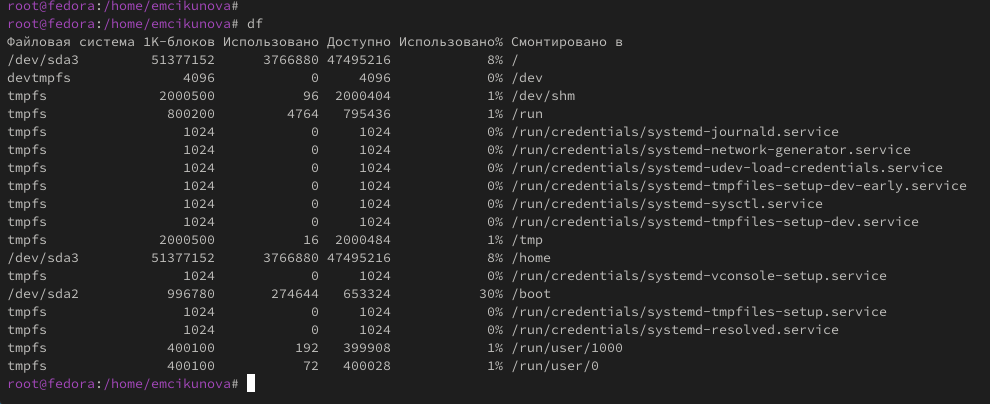 root@fedora:/home/emcikunova#
root@fedora:/home/emcikunova# df
Файловая система 1K-блоков Использовано Доступно Использовано% Смонтировано в
/dev/sda3         51377152      3766880 47495216            8% /
devtmpfs              4096            0     4096            0% /dev
tmpfs              2000500           96  2000404            1% /dev/shm
tmpfs               800200         4764   795436            1% /run
tmpfs                 1024            0     1024            0% /run/credentials/systemd-journald.service
tmpfs                 1024            0     1024            0% /run/credentials/systemd-network-generator.service
tmpfs                 1024            0     1024            0% /run/credentials/systemd-udev-load-credentials.service
tmpfs                 1024            0     1024            0% /run/credentials/systemd-tmpfiles-setup-dev-early.service
tmpfs                 1024            0     1024            0% /run/credentials/systemd-sysctl.service
tmpfs                 1024            0     1024            0% /run/credentials/systemd-tmpfiles-setup-dev.service
tmpfs              2000500           16  2000484            1% /tmp
/dev/sda3         51377152      3766880 47495216            8% /home
tmpfs                 1024            0     1024            0% /run/credentials/systemd-vconsole-setup.service
/dev/sda2           996780       274644   653324           30% /boot
tmpfs                 1024            0     1024            0% /run/credentials/systemd-tmpfiles-setup.service
tmpfs                 1024            0     1024            0% /run/credentials/systemd-resolved.service
tmpfs               400100          192   399908            1% /run/user/1000
tmpfs               400100           72   400028            1% /run/user/0
root@fedora:/home/emcikunova#